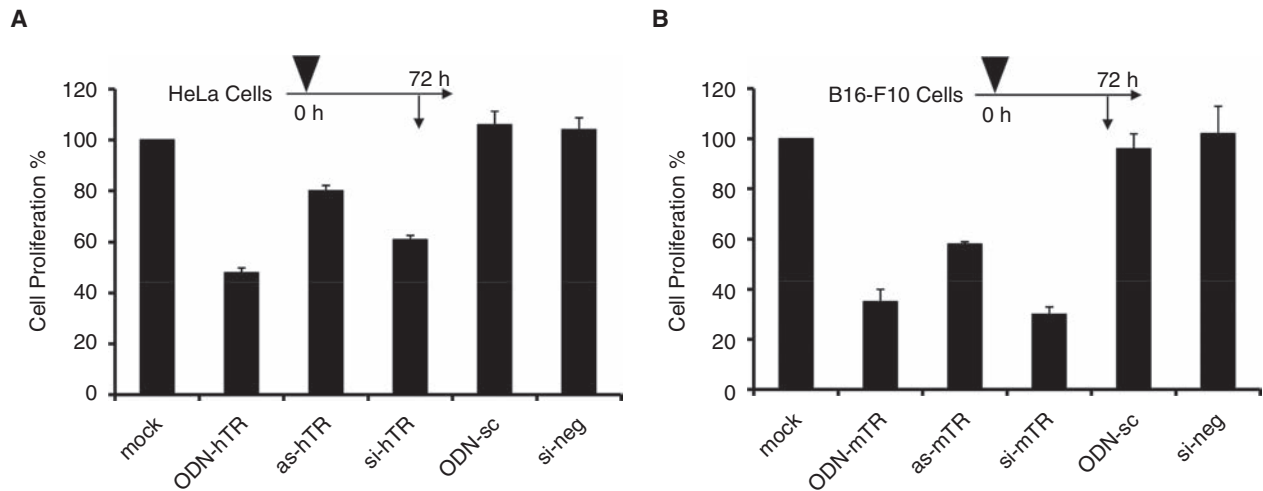 A
HeLa Cells
0 h
72 h
Cell Proliferation %
120
100
80
60
40
20
0
mock
ODN-hTR
as-hTR
si-hTR
ODN-sc
si-neg
B
B16-F10 Cells
0 h
72 h
Cell Proliferation %
120
100
80
60
40
20
0
mock
ODN-mTR
as-mTR
si-mTR
ODN-sc
si-neg